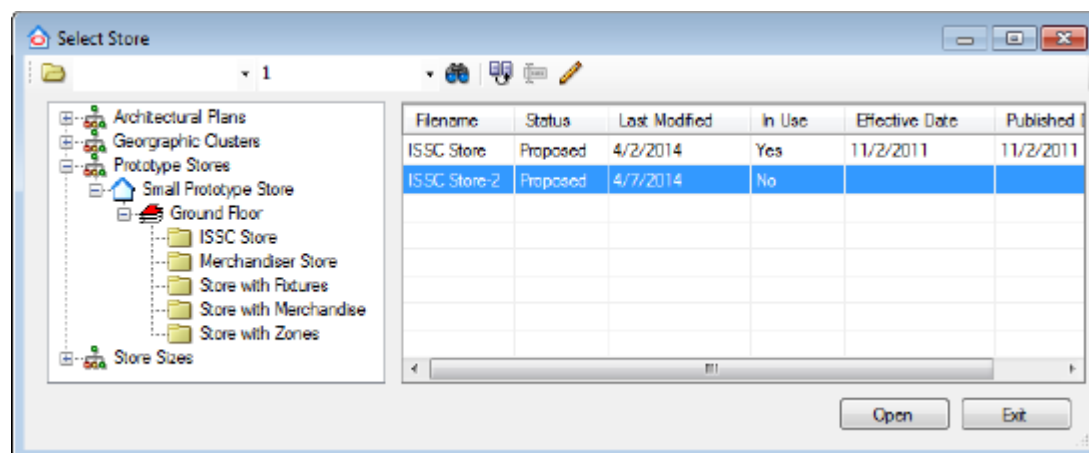 Select Store
1
Architectural Plans
Georgraphic Clusters
Prototype Stores
Small Prototype Store
Ground Floor
ISSC Store
Merchandiser Store
Store with Fixtures
Store with Merchandise
Store with Zones
Store Sizes
Filename Status Last Modified In Use Effective Date Published D
ISSC Store Proposed 4/2/2014 Yes 11/2/2011 11/2/2011
ISSC Store-2 Proposed 4/7/2014 No
Open Exit